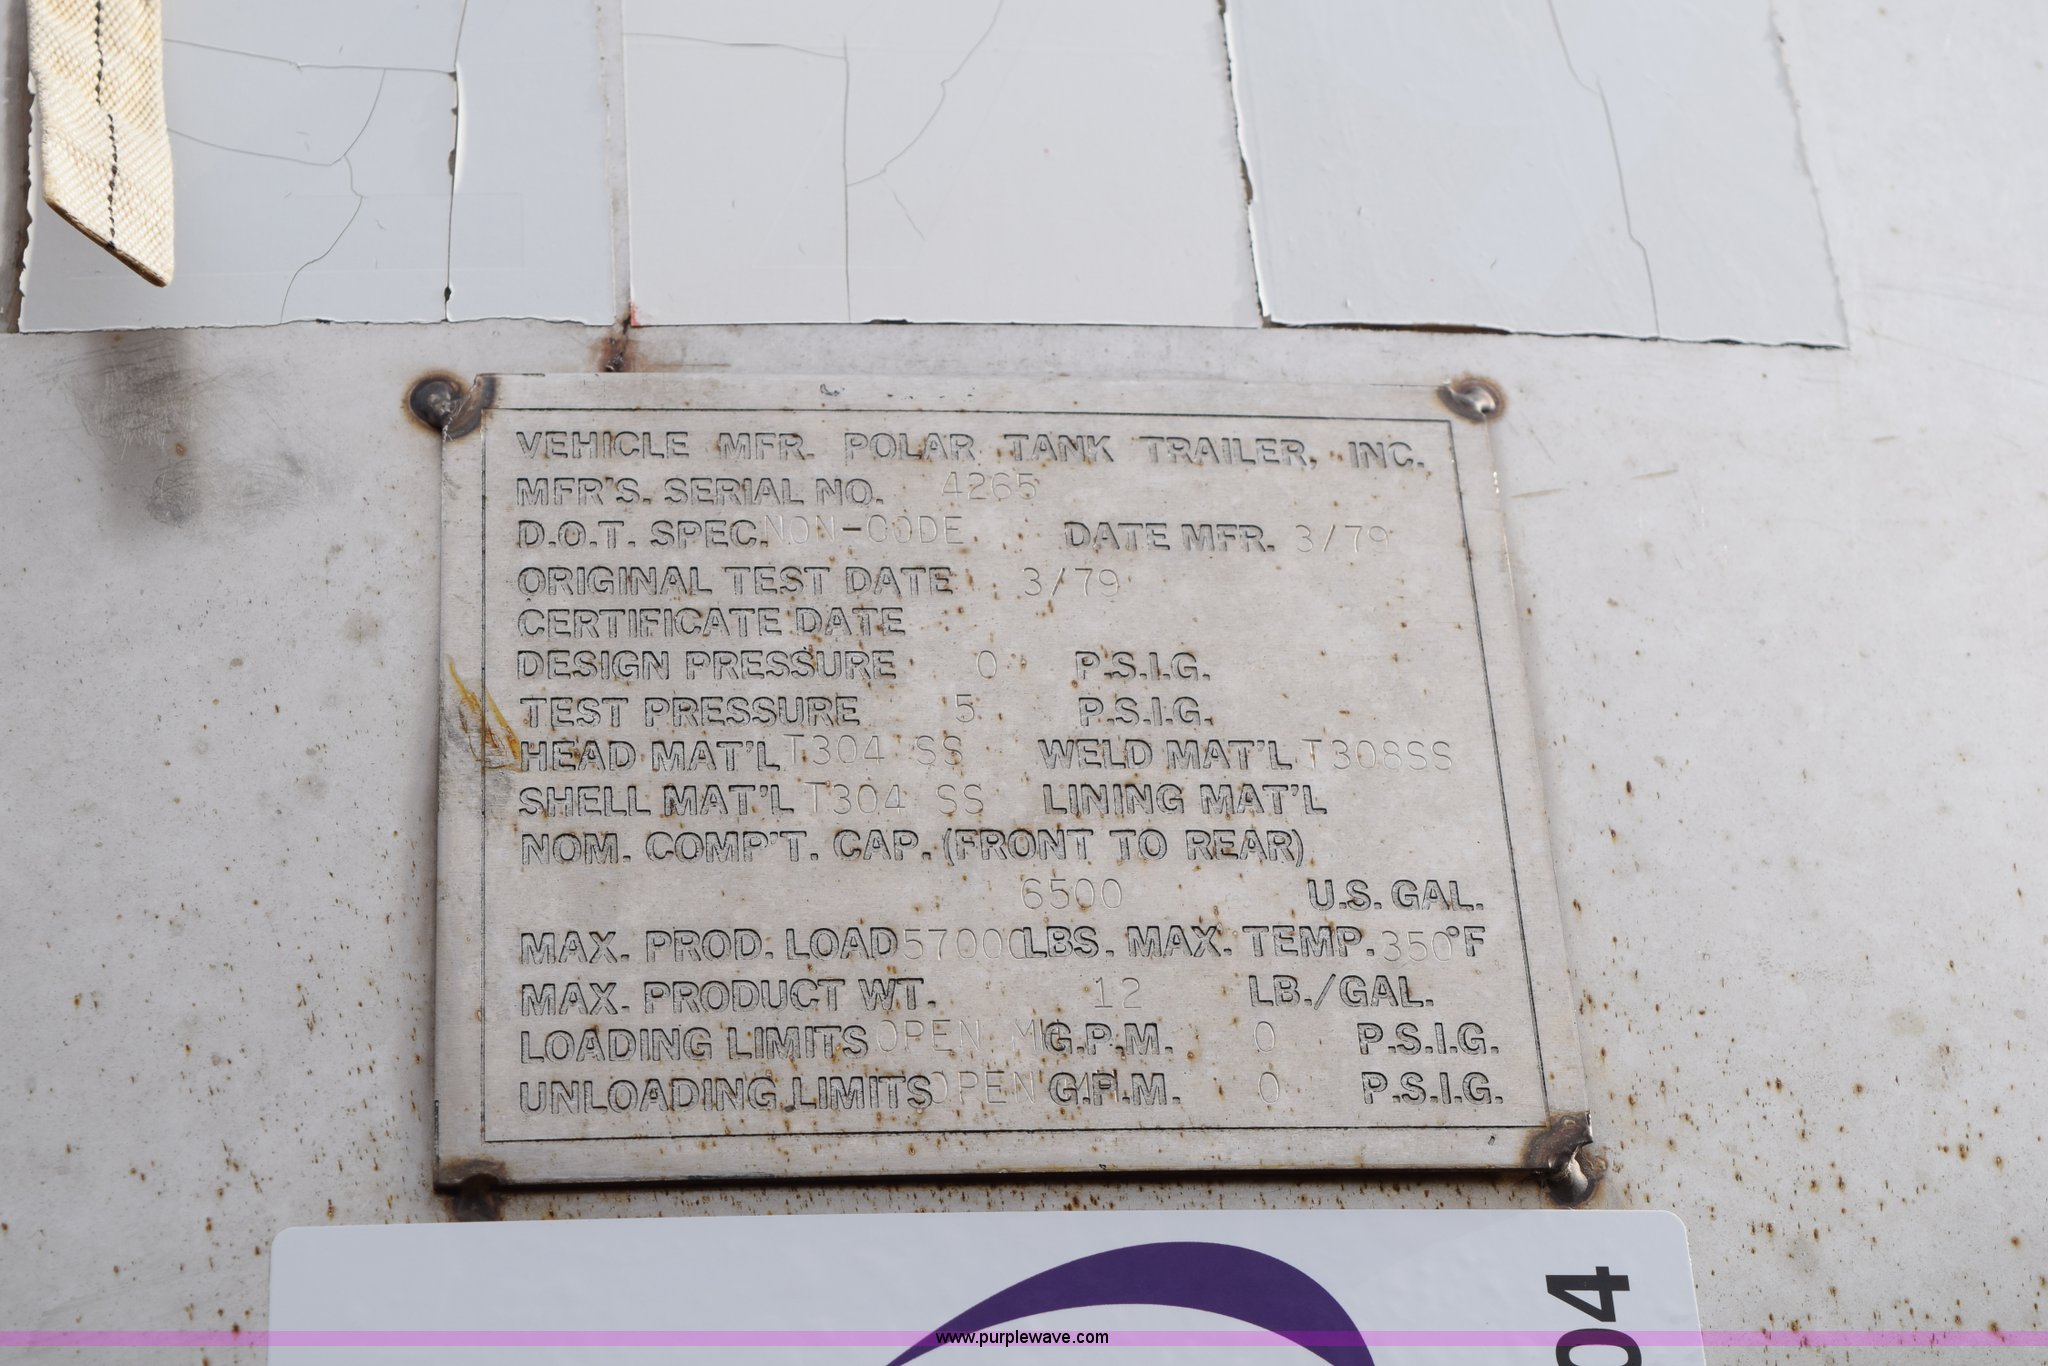 VEHICLE MFR. POLAR TANK TRAILER, INC.
MFR'S. SERIAL NO. 4265
D.O.T. SPEC. NON-CODE DATE MFR. 3/79
ORIGINAL TEST DATE 3/79
CERTIFICATE DATE
DESIGN PRESSURE 0 P.S.I.G.
TEST PRESSURE 5 P.S.I.G.
HEAD MAT'L T304 SS WELD MAT'L T308SS
SHELL MAT'L T304 SS LINING MAT'L
NOM. COMP'T. CAP. (FRONT TO REAR)
6500 U.S. GAL.
MAX. PROD. LOAD 57000 LBS. MAX. TEMP. 350°F
MAX. PRODUCT WT. 12 LB./GAL.
LOADING LIMITS OPEN MH G.P.M. 0 P.S.I.G.
UNLOADING LIMITS OPEN MH G.P.M. 0 P.S.I.G.
04
www.purplewave.com